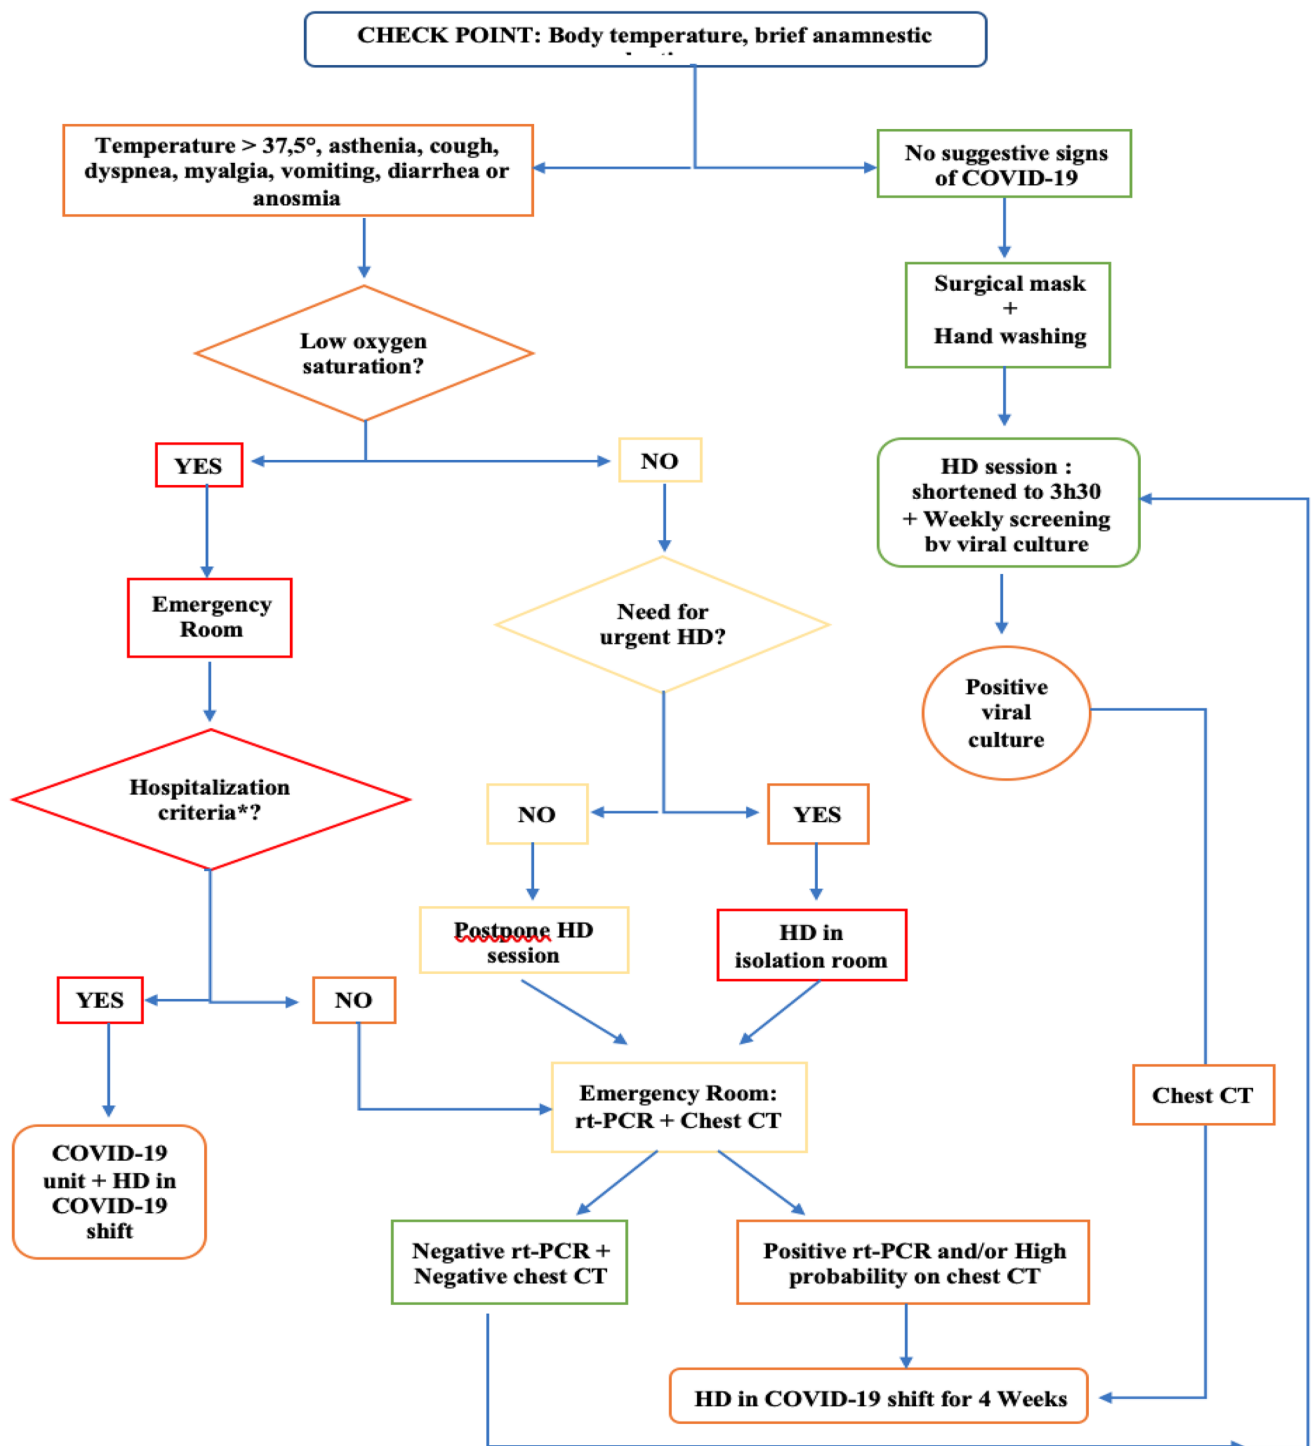 CHECK POINT: Body temperature, brief anamnestic
Temperature > 37,5°, asthenia, cough,
dyspnea, myalgia, vomiting, diarrhea or
anosmia
No suggestive signs
of COVID-19
Surgical mask
+
Hand washing
Low oxygen
saturation?
YES
NO
HD session :
shortened to 3h30
+ Weekly screening
by viral culture
Emergency
Room
Need for
urgent HD?
Positive
viral
culture
Hospitalization
criteria*?
NO
YES
Postpone HD
session
HD in
isolation room
YES
NO
Emergency Room:
rt-PCR + Chest CT
Chest CT
COVID-19
unit + HD in
COVID-19
shift
Negative rt-PCR +
Negative chest CT
Positive rt-PCR and/or High
probability on chest CT
HD in COVID-19 shift for 4 Weeks